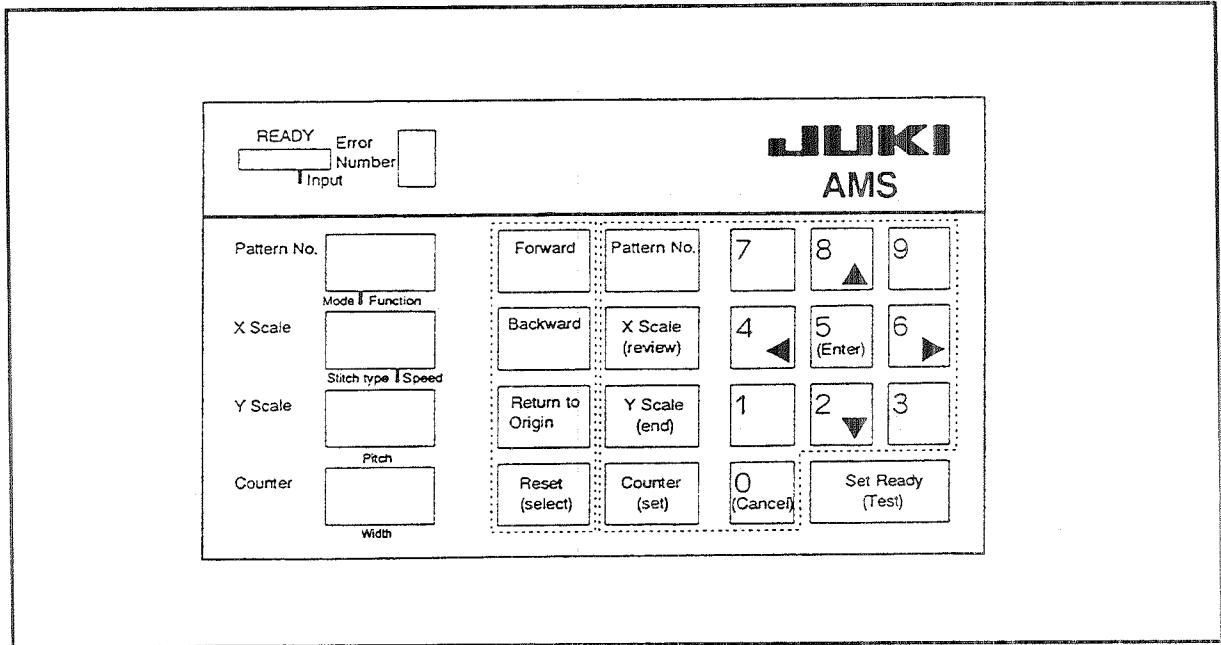 READY
Error
Number
Input
JUKI
AMS
Pattern No.
Mode Function
X Scale
Stitch type Speed
Y Scale
Pitch
Counter
Width
Forward
Pattern No.
7
8
9
Backward
X Scale
(review)
4
5
(Enter)
6
Return to
Origin
Y Scale
(end)
1
2
3
Reset
(select)
Counter
(set)
0
(Cancel)
Set Ready
(Test)